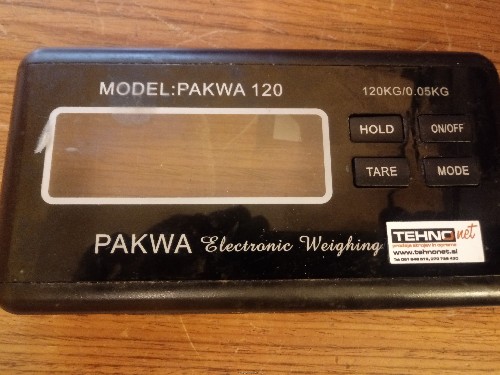 MODEL:PAKWA 120
120KG/0.05KG
HOLD
ON/OFF
TARE
MODE
PAKWA Electronic Weighing
TEHNOnet
www.tehnonet.si